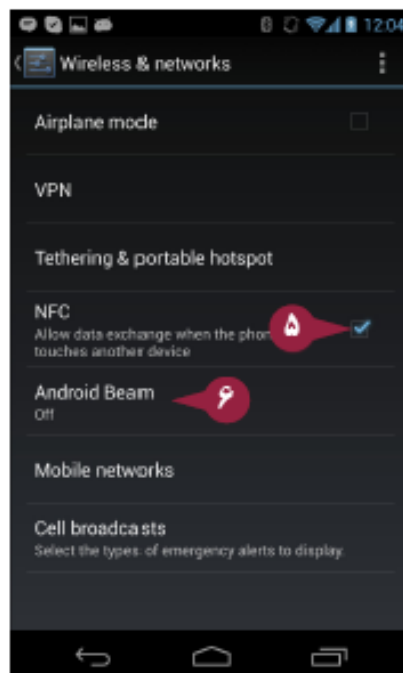 12:04
Wireless & networks
Airplane mode
VPN
Tethering & portable hotspot
NFC
Allow data exchange when the phon
touches another device
۵
Android Beam
Off
۶
Mobile networks
Cell broadcasts
Select the types of emergency alerts to display.